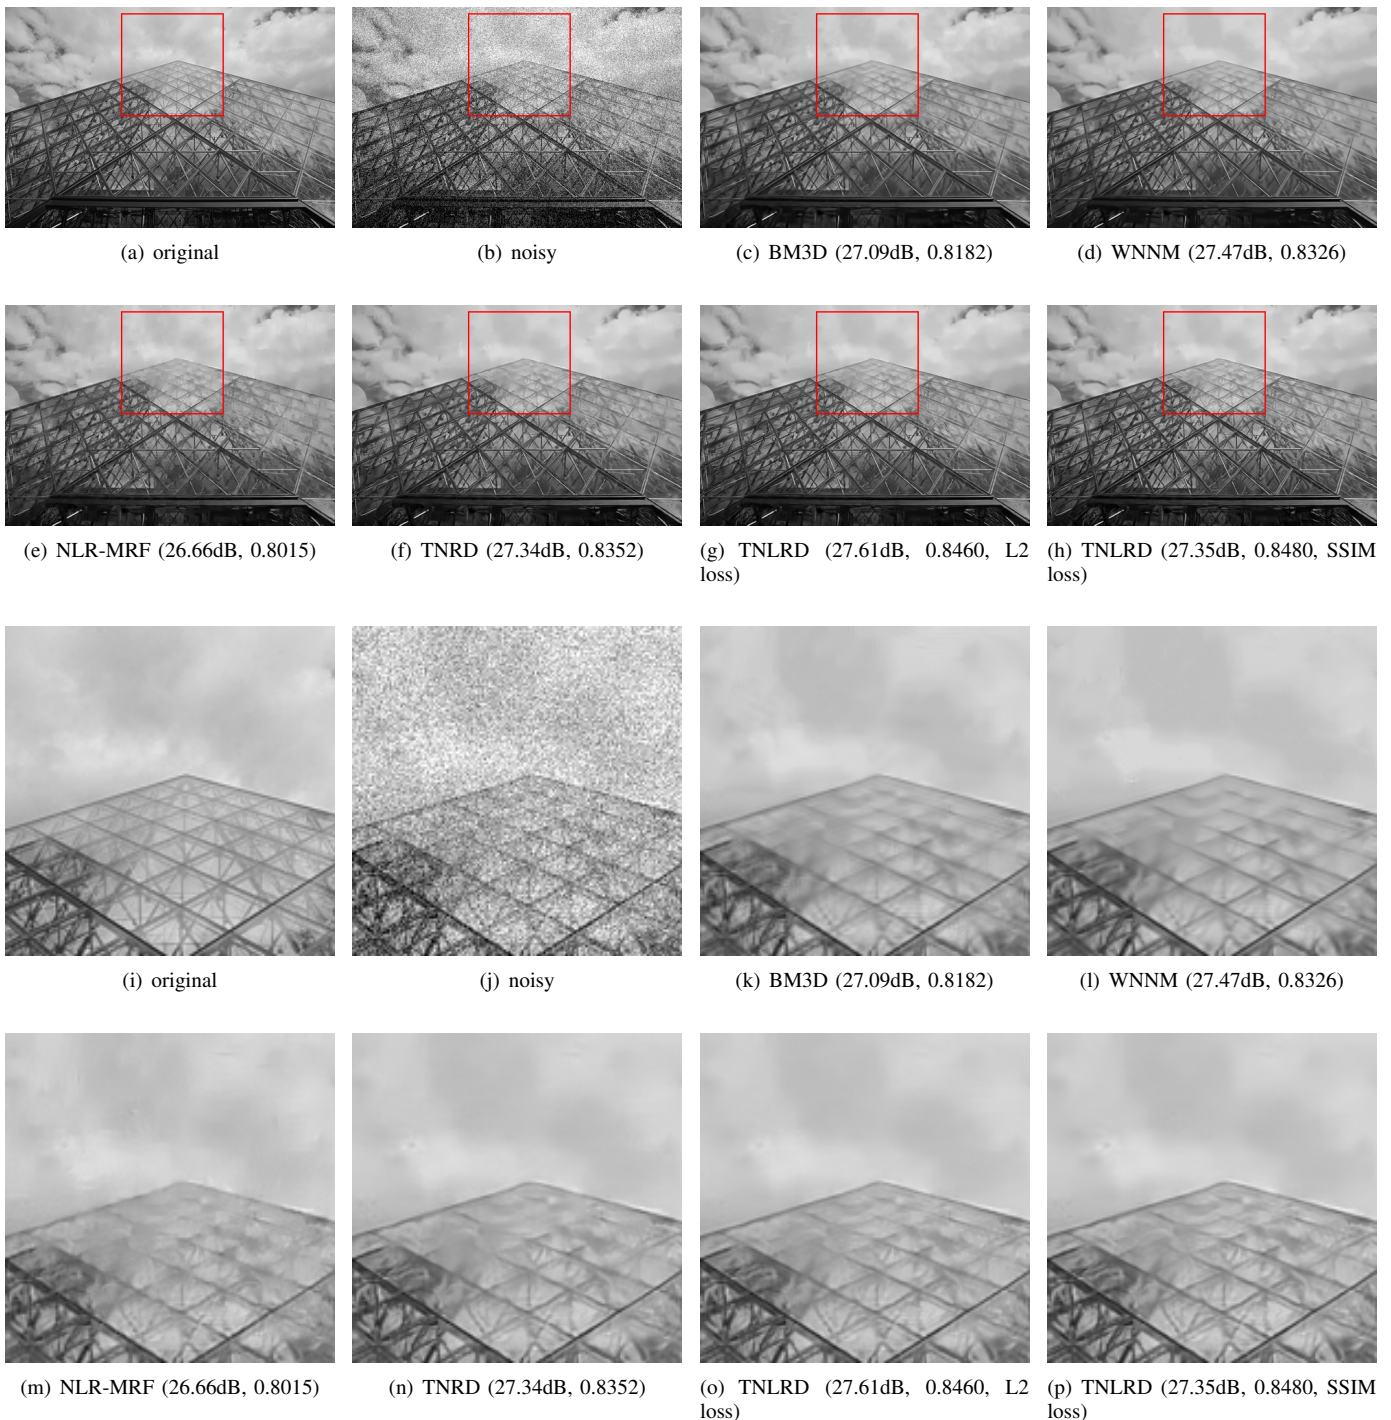 (a) original
(b) noisy
(c) BM3D (27.09dB, 0.8182)
(d) WNNM (27.47dB, 0.8326)
(e) NLR-MRF (26.66dB, 0.8015)
(f) TNRD (27.34dB, 0.8352)
(g) TNLRD (27.61dB, 0.8460, L2
loss)
(h) TNLRD (27.35dB, 0.8480, SSIM
loss)
(i) original
(j) noisy
(k) BM3D (27.09dB, 0.8182)
(l) WNNM (27.47dB, 0.8326)
(m) NLR-MRF (26.66dB, 0.8015)
(n) TNRD (27.34dB, 0.8352)
(o) TNLRD (27.61dB, 0.8460, L2
loss)
(p) TNLRD (27.35dB, 0.8480, SSIM
loss)